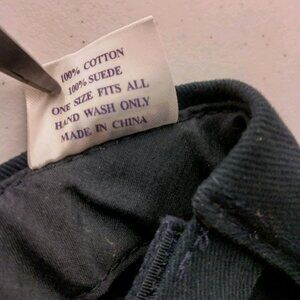 100% COTTON
100% SUEDE
ONE SIZE FITS ALL
HAND WASH ONLY
MADE IN CHINA